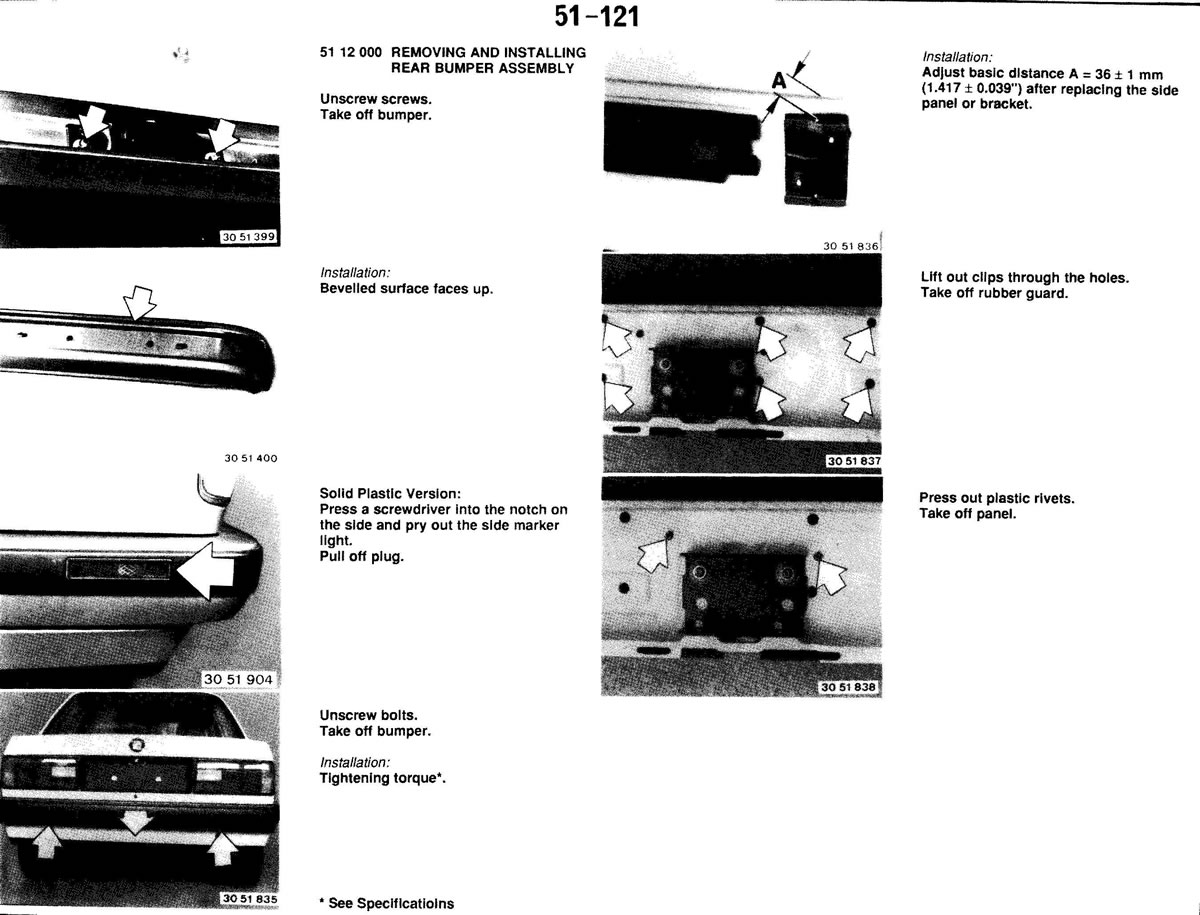 51-121
51 12 000 REMOVING AND INSTALLING
REAR BUMPER ASSEMBLY
Unscrew screws.
Take off bumper.
30 51 399
Installation:
Bevelled surface faces up.
30 51 400
Solid Plastic Version:
Press a screwdriver into the notch on
the side and pry out the side marker
light.
Pull off plug.
30 51 904
Unscrew bolts.
Take off bumper.
Installation:
Tightening torque*.
30 51 835
* See Specificatioins
A
Installation:
Adjust basic distance A = 36 ± 1 mm
(1.417 ± 0.039") after replacing the side
panel or bracket.
30 51 836
Lift out clips through the holes.
Take off rubber guard.
30 51 837
Press out plastic rivets.
Take off panel.
30 51 838